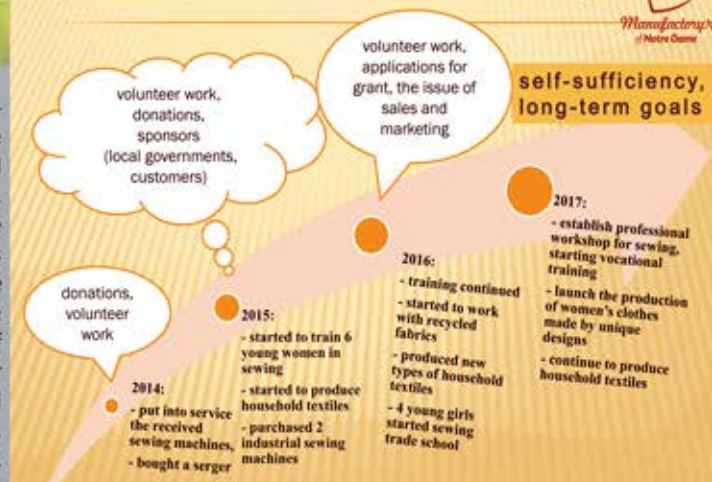 Manufactory
of Notre Dame
self-sufficiency,
long-term goals
donations,
volunteer
work
volunteer work,
donations,
sponsors
(local governments,
customers)
volunteer work,
applications for
grant, the issue of
sales and
marketing
2014:
- put into service
the received
sewing machines,
- bought a serger
2015:
- started to train 6
young women in
sewing
- started to produce
household textiles
- purchased 2
industrial sewing
machines
2016:
- training continued
- started to work
with recycled
fabrics
- produced new
types of household
textiles
- 4 young girls
started sewing
trade school
2017:
- establish professional
workshop for sewing,
starting vocational
training
- launch the production
of women's clothes
made by unique
designs
- continue to produce
household textiles